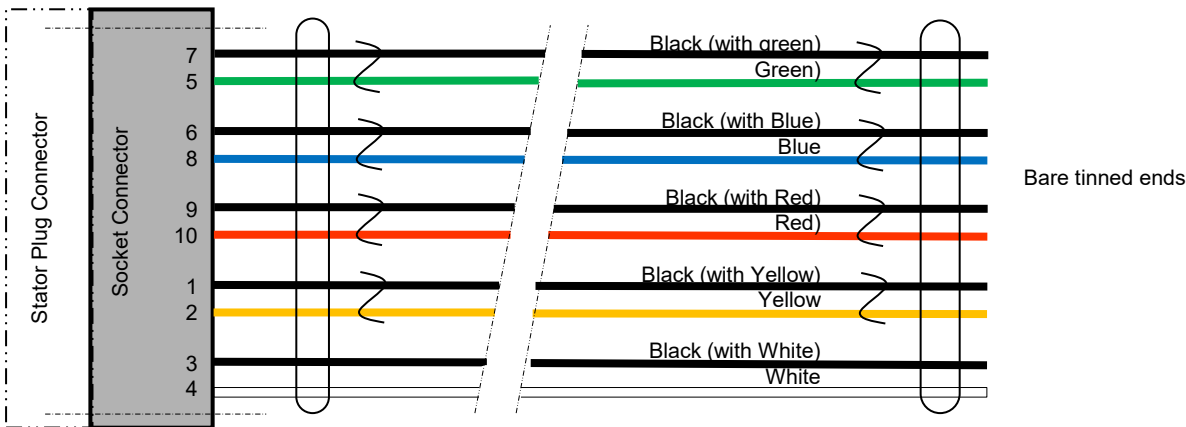 Stator Plug Connector
Socket Connector
7
Black (with green)
5
Green)
6
Black (with Blue)
8
Blue
9
Black (with Red)
10
Red)
1
Black (with Yellow)
2
Yellow
3
Black (with White)
4
White
Bare tinned ends